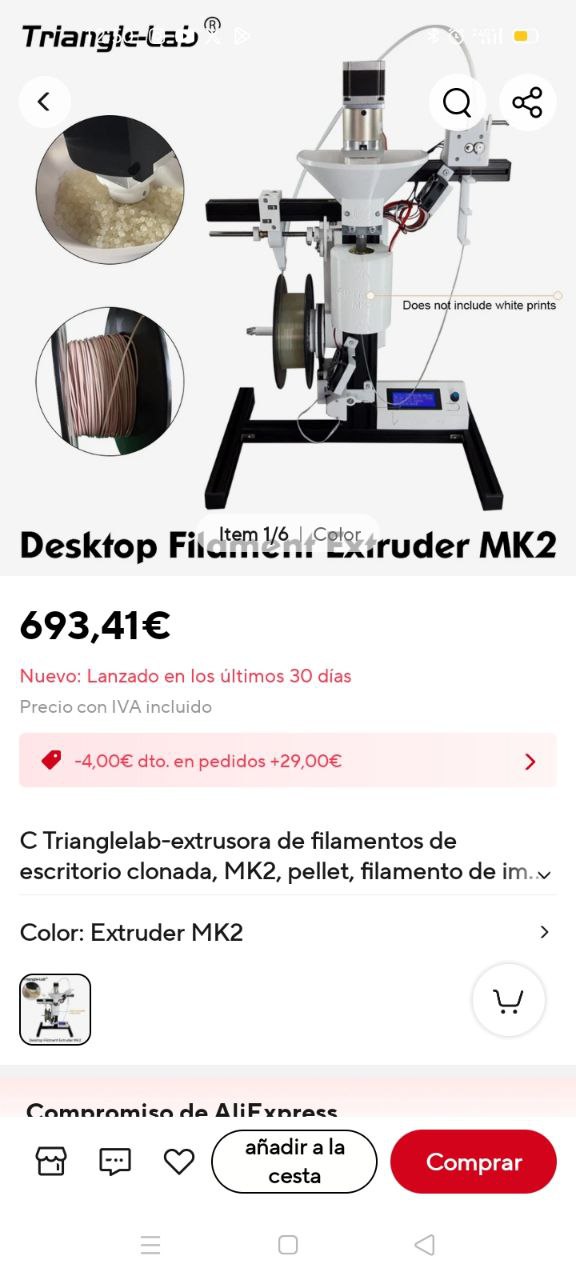 Triangle-Lab®
Does not include white prints
Item 1/6 | Color
Desktop Filament Extruder MK2
693,41€
Nuevo: Lanzado en los últimos 30 días
Precio con IVA incluido
-4,00€ dto. en pedidos +29,00€
C Trianglelab-extrusora de filamentos de
escritorio clonada, MK2, pellet, filamento de im...
Color: Extruder MK2
Compromiso de AliExpress
añadir a la
cesta
Comprar